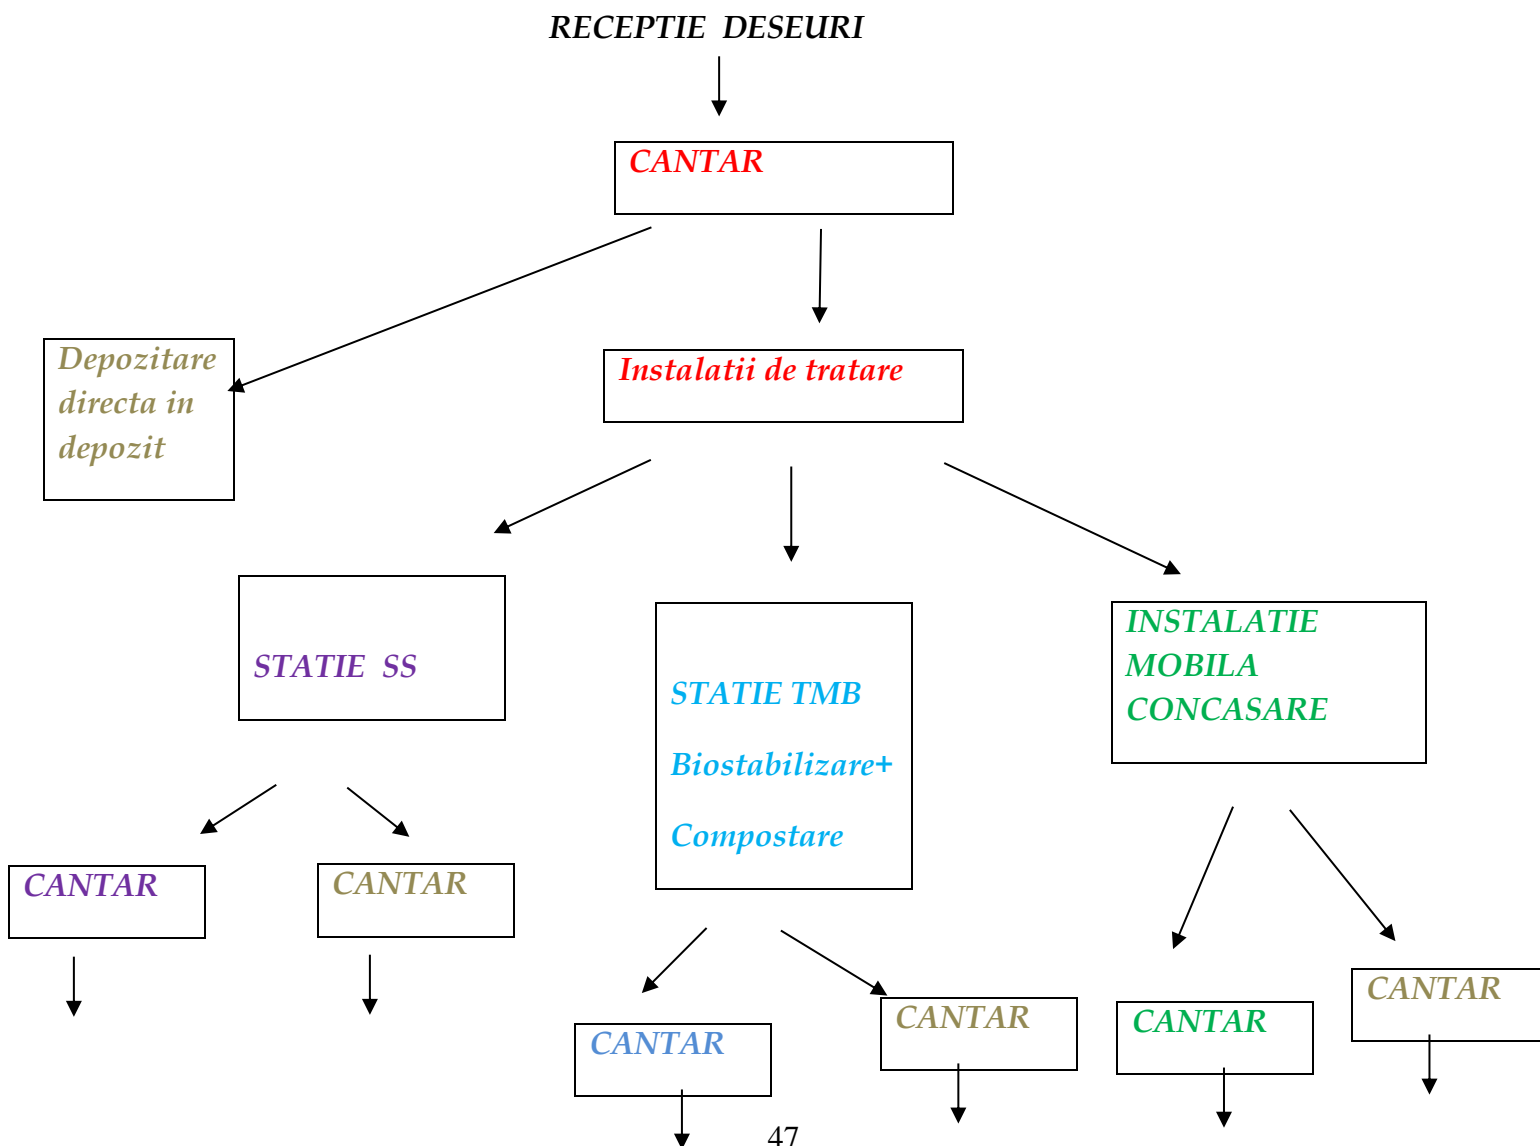 RECEPTIE DESEURI
CANTAR
Depozitare
directa in
depozit
Instalatii de tratare
STATIE SS
STATIE TMB
Biostabilizare+
Compostare
INSTALATIE
MOBILA
CONCASARE
CANTAR
CANTAR
CANTAR
CANTAR
CANTAR
CANTAR
47